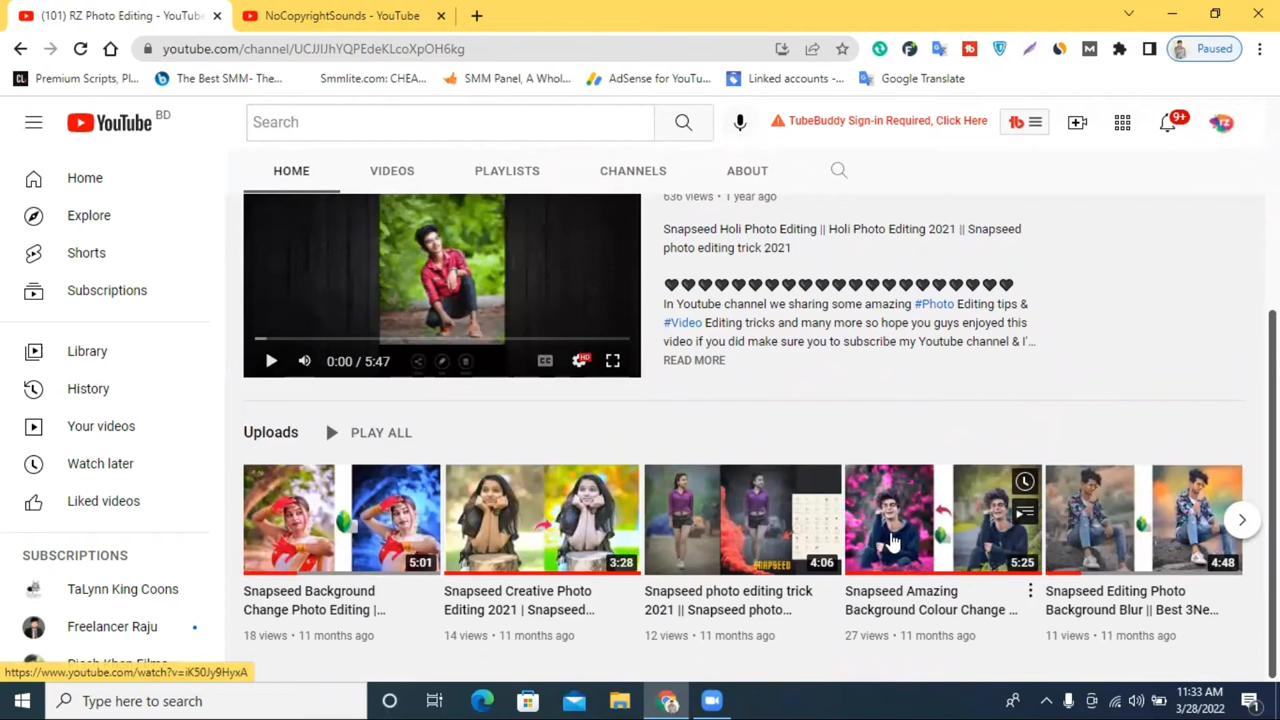 (101) RZ Photo Editing - YouTube
NoCopyrightSounds - YouTube
youtube.com/channel/UCJJIJhYQPEdeKLcoXpOH6kg
Paused
Premium Scripts, Pl...
The Best SMM- The...
Smmlite.com: CHEA...
SMM Panel, A Whol...
AdSense for YouTu...
Linked accounts -...
Google Translate
YouTube BD
Search
TubeBuddy Sign-in Required, Click Here
9+
HOME
VIDEOS
PLAYLISTS
CHANNELS
ABOUT
Home
Explore
Shorts
Subscriptions
Library
History
Your videos
Watch later
Liked videos
SUBSCRIPTIONS
TaLynn King Coons
Freelancer Raju
636 views • 1 year ago
Snapseed Holi Photo Editing || Holi Photo Editing 2021 || Snapseed
photo editing trick 2021
🖤🖤🖤🖤🖤🖤🖤🖤🖤🖤🖤🖤🖤🖤🖤🖤🖤🖤🖤🖤
In Youtube channel we sharing some amazing #Photo Editing tips &
#Video Editing tricks and many more so hope you guys enjoyed this
video if you did make sure you to subscribe my Youtube channel & I'...
READ MORE
0:00 / 5:47
HD
Uploads
PLAY ALL
5:01
3:28
SNAPSEED
4:06
5:25
4:48
Snapseed Background
Change Photo Editing |...
18 views • 11 months ago
Snapseed Creative Photo
Editing 2021 | Snapseed...
14 views • 11 months ago
Snapseed photo editing trick
2021 || Snapseed photo...
12 views • 11 months ago
Snapseed Amazing
Background Colour Change ...
27 views • 11 months ago
Snapseed Editing Photo
Background Blur || Best 3Ne...
11 views • 11 months ago
https://www.youtube.com/watch?v=iK50Jy9HyxA
Type here to search
11:33 AM
3/28/2022
1